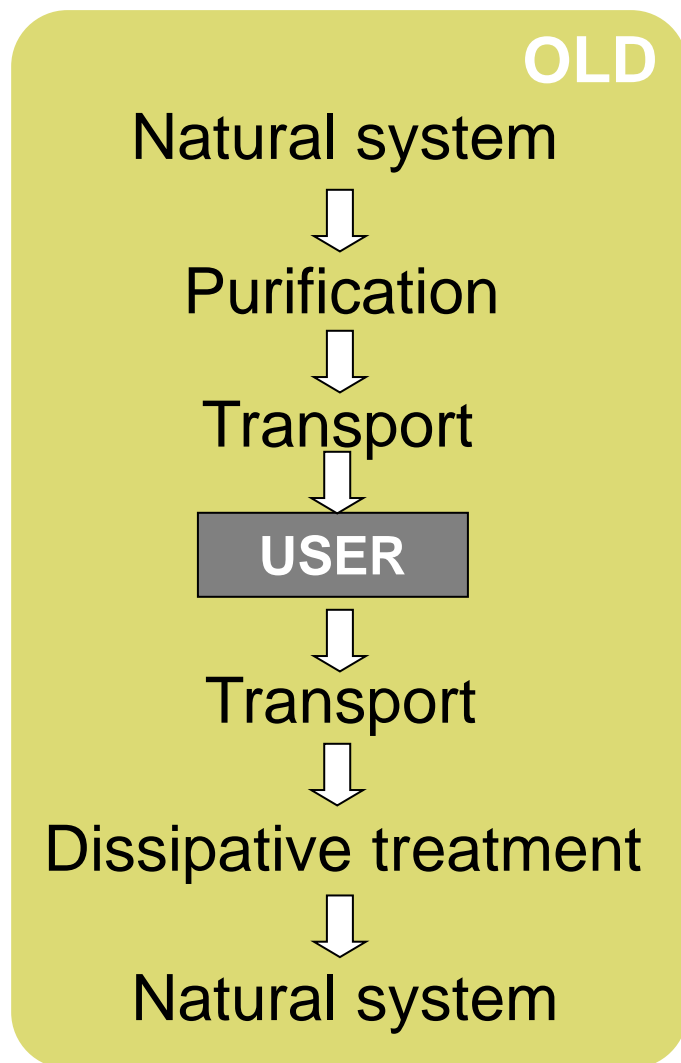 OLD
Natural system
Purification
Transport
USER
Transport
Dissipative treatment
Natural system